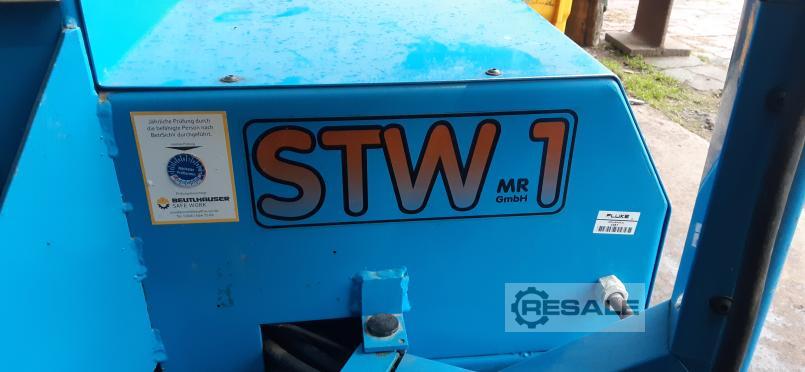 Jährliche Prüfung durch
die befähigte Person nach
BetrSichV durchgeführt.
BEUTLHAUSER
SAFE WORK
STW 1
MR
GmbH
FLUKE
RESALE